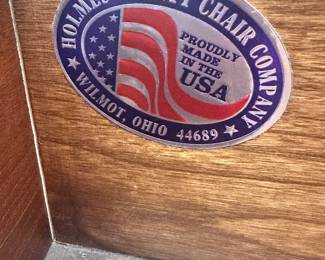 HOLMES CHAIR COMPANY
PROUDLY
MADE
IN THE
USA
WILMOT, OHIO 44689